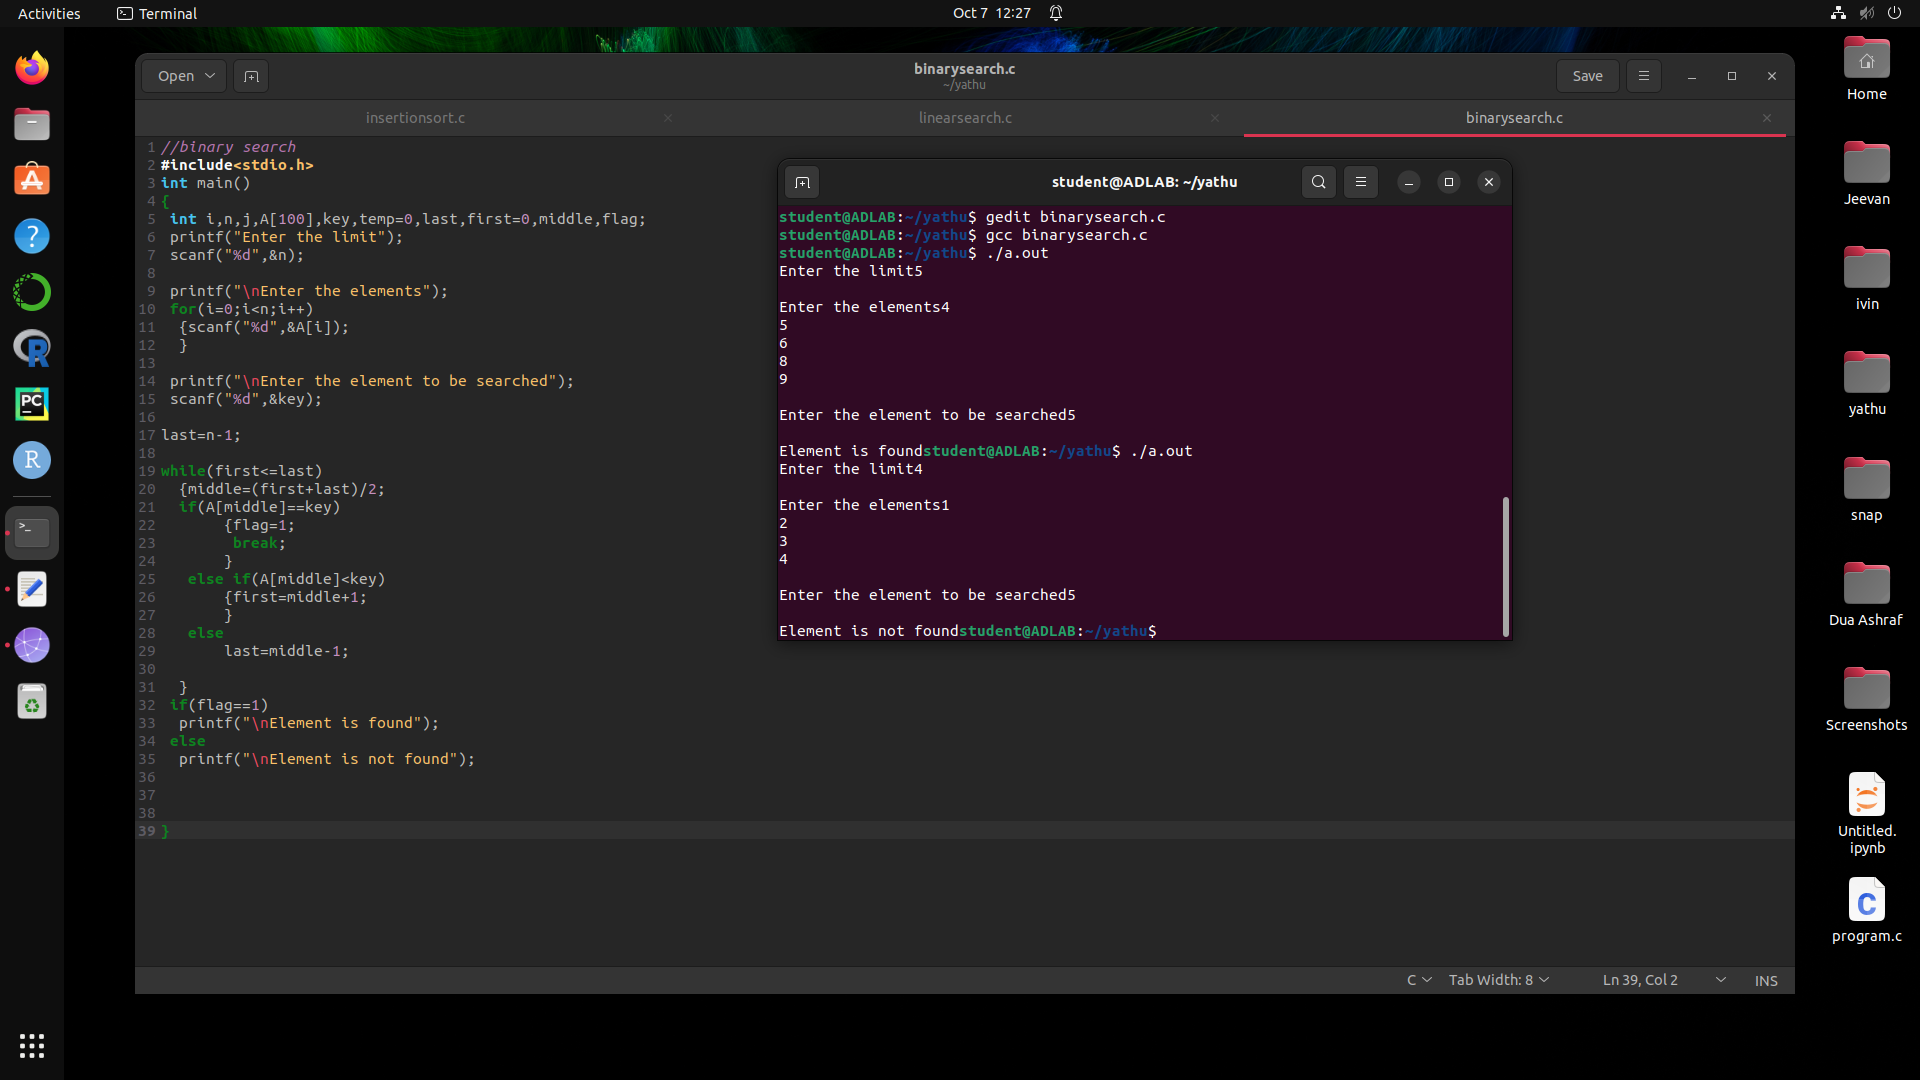 Activities
Terminal
Oct 7 12:27
Open
binarysearch.c
~/yathu
Save
insertionsort.c
linearsearch.c
binarysearch.c
1 //binary search
2 #include<stdio.h>
3 int main()
4 {
5  int i,n,j,A[100],key,temp=0,last,first=0,middle,flag;
6  printf("Enter the limit");
7  scanf("%d",&n);
8
9  printf("\nEnter the elements");
10  for(i=0;i<n;i++)
11   {scanf("%d",&A[i]);
12   }
13
14  printf("\nEnter the element to be searched");
15  scanf("%d",&key);
16
17 last=n-1;
18
19 while(first<=last)
20   {middle=(first+last)/2;
21   if(A[middle]==key)
22        {flag=1;
23         break;
24        }
25    else if(A[middle]<key)
26        {first=middle+1;
27        }
28    else
29        last=middle-1;
30
31   }
32  if(flag==1)
33   printf("\nElement is found");
34  else
35   printf("\nElement is not found");
36
37
38
39 }
C
Tab Width: 8
Ln 39, Col 2
INS
student@ADLAB: ~/yathu
student@ADLAB:~/yathu$ gedit binarysearch.c
student@ADLAB:~/yathu$ gcc binarysearch.c
student@ADLAB:~/yathu$ ./a.out
Enter the limit5
Enter the elements4
5
6
8
9
Enter the element to be searched5
Element is foundstudent@ADLAB:~/yathu$ ./a.out
Enter the limit4
Enter the elements1
2
3
4
Enter the element to be searched5
Element is not foundstudent@ADLAB:~/yathu$
Home
Jeevan
ivin
yathu
snap
Dua Ashraf
Screenshots
Untitled.
ipynb
C
program.c
R
PC
R